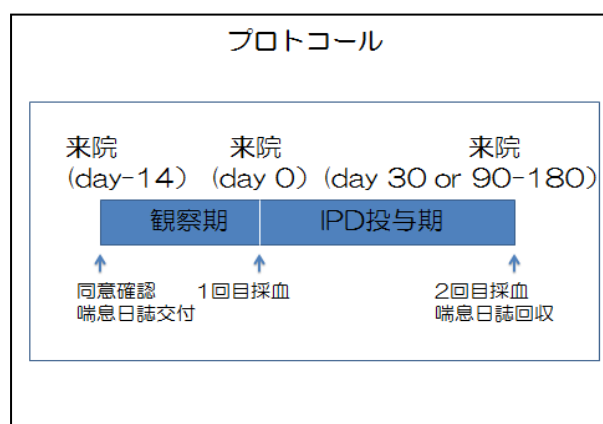 プロトコール
来院 来院 来院
(day-14) (day 0) (day 30 or 90-180)
観察期 IPD投与期
同意確認 1回目採血 2回目採血
喘息日誌交付 喘息日誌回収